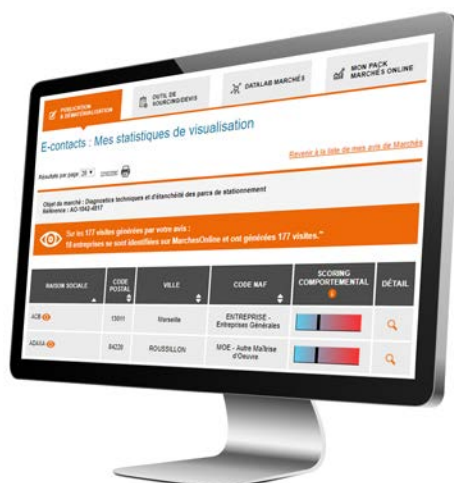 PUBLICATION
& DÉMATÉRIALISATION
OUTIL DE
SOURCING/DEVIS
DATALAB MARCHÉS
MON PACK
MARCHÉS ONLINE
E-contacts : Mes statistiques de visualisation
Revenir à la liste de mes avis de Marchés
Résultats par page 20
Objet du marché : Diagnostics techniques et d'étanchéité des parcs de stationnement
Référence : AO-1942-4817
Sur les 177 visites générées par votre avis :
19 entreprises se sont identifiées sur MarchesOnline et ont générées 177 visites.**
RAISON SOCIALE
CODE
POSTAL
VILLE
CODE NAF
SCORING
COMPORTEMENTAL
DÉTAIL
ACB
13011
Marseille
ENTREPRISE -
Entreprises Générales
ADAXA
84220
ROUSSILLON
MOE - Autre Maîtrise
d'Oeuvre